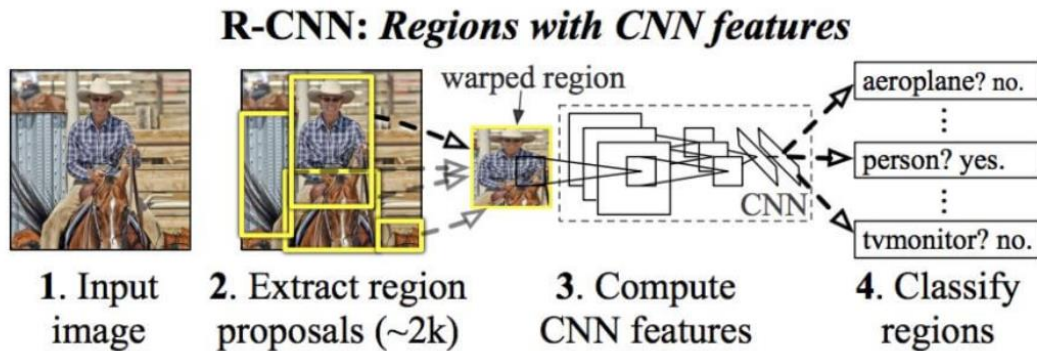 R-CNN: Regions with CNN features
warped region
aeroplane? no.
person? yes.
tvmonitor? no.
CNN
1. Input
image
2. Extract region
proposals (~2k)
3. Compute
CNN features
4. Classify
regions